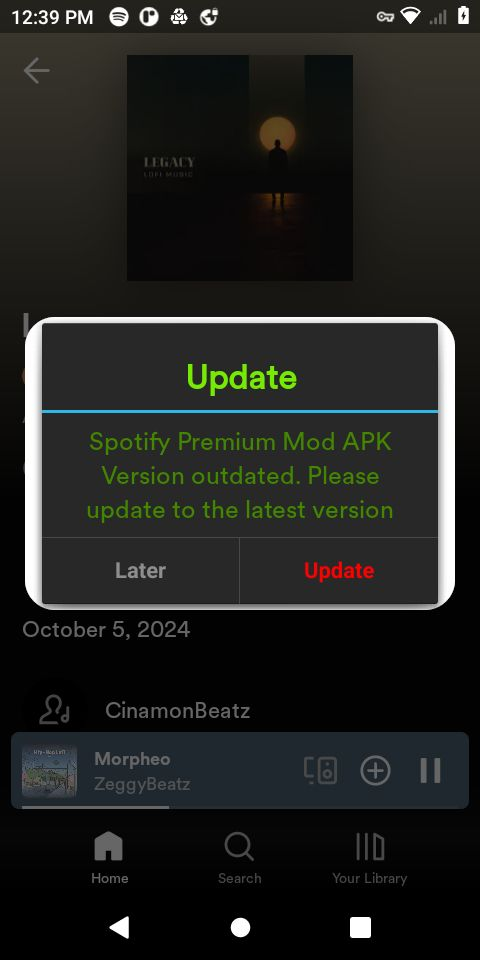 12:39 PM
LEGACY
LOFI MUSIC
Update
Spotify Premium Mod APK
Version outdated. Please
update to the latest version
Later
Update
October 5, 2024
CinamonBeatz
Morpheo
ZeggyBeatz
Home
Search
Your Library